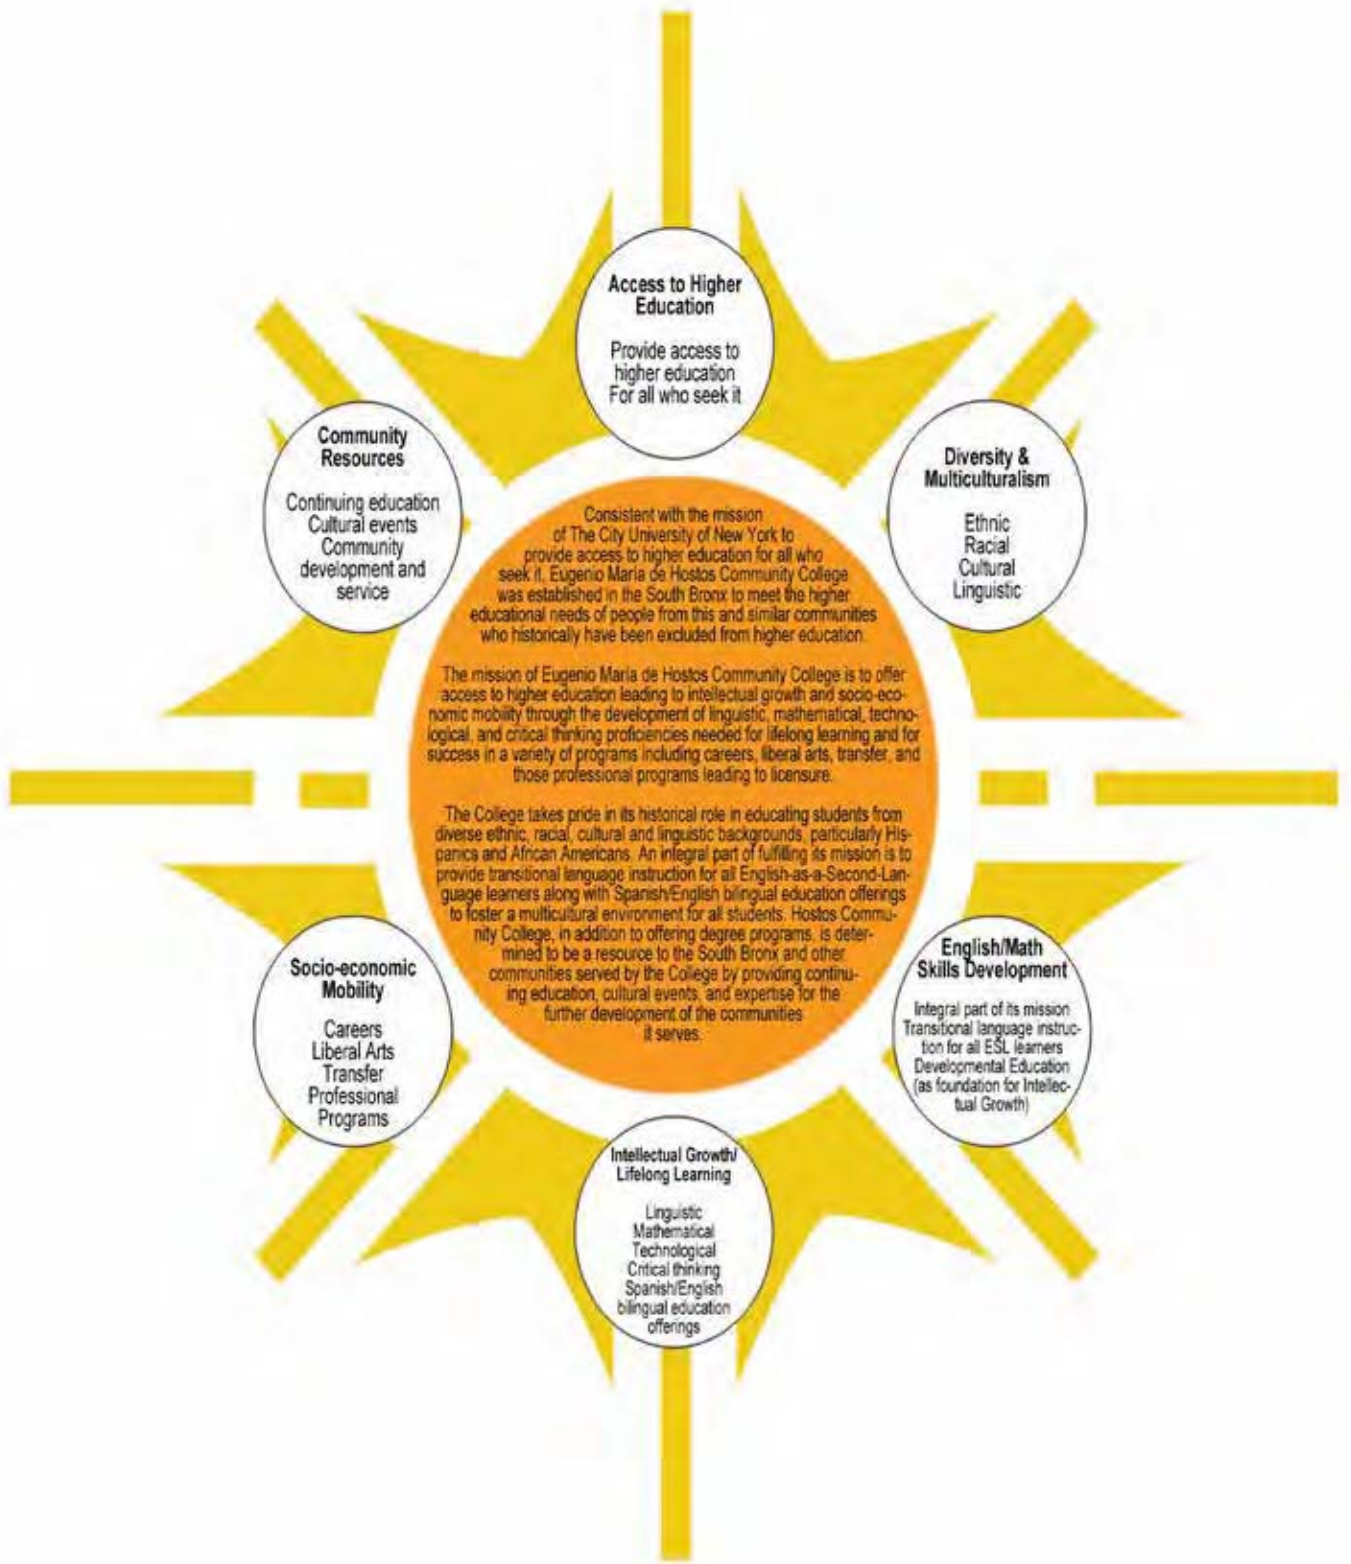 Access to Higher
Education
Provide access to
higher education
For all who seek it
Community
Resources
Continuing education
Cultural events
Community
development and
service
Diversity &
Multiculturalism
Ethnic
Racial
Cultural
Linguistic
Consistent with the mission
of The City University of New York to
provide access to higher education for all who
seek it, Eugenio María de Hostos Community College
was established in the South Bronx to meet the higher
educational needs of people from this and similar communities
who historically have been excluded from higher education.
The mission of Eugenio María de Hostos Community College is to offer
access to higher education leading to intellectual growth and socio-eco-
nomic mobility through the development of linguistic, mathematical, techno-
logical, and critical thinking proficiencies needed for lifelong learning and for
success in a variety of programs including careers, liberal arts, transfer, and
those professional programs leading to licensure.
The College takes pride in its historical role in educating students from
diverse ethnic, racial, cultural and linguistic backgrounds, particularly His-
panics and African Americans. An integral part of fulfilling its mission is to
provide transitional language instruction for all English-as-a-Second-Lan-
guage learners along with Spanish/English bilingual education offerings
to foster a multicultural environment for all students. Hostos Commu-
nity College, in addition to offering degree programs, is deter-
mined to be a resource to the South Bronx and other
communities served by the College by providing continu-
ing education, cultural events, and expertise for the
further development of the communities
it serves.
Socio-economic
Mobility
Careers
Liberal Arts
Transfer
Professional
Programs
English/Math
Skills Development
Integral part of its mission
Transitional language instruc-
tion for all ESL learners
Developmental Education
(as foundation for Intellec-
tual Growth)
Intellectual Growth/
Lifelong Learning
Linguistic
Mathematical
Technological
Critical thinking
Spanish/English
bilingual education
offerings